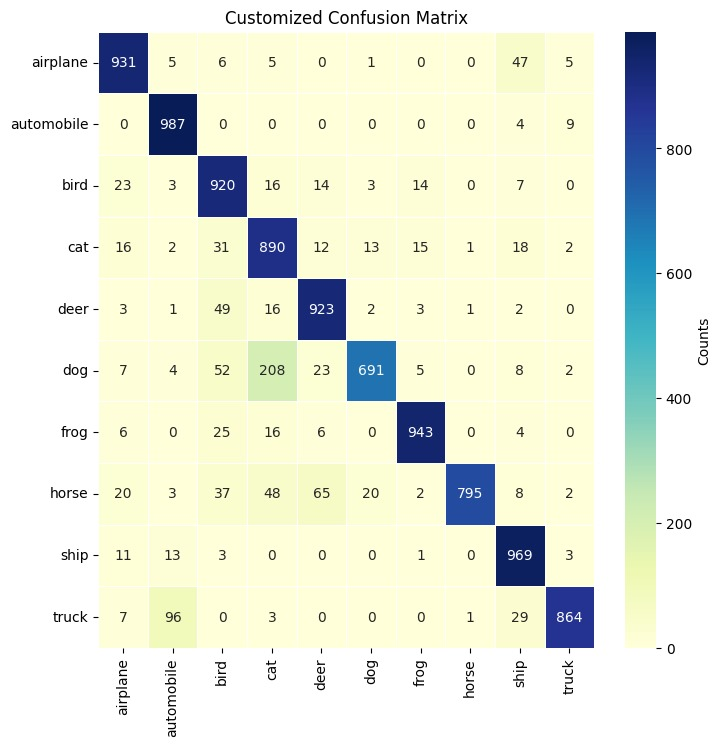 Customized Confusion Matrix
airplane 931 5 6 5 0 1 0 0 47 5
automobile 0 987 0 0 0 0 0 0 4 9
bird 23 3 920 16 14 3 14 0 7 0
cat 16 2 31 890 12 13 15 1 18 2
deer 3 1 49 16 923 2 3 1 2 0
dog 7 4 52 208 23 691 5 0 8 2
frog 6 0 25 16 6 0 943 0 4 0
horse 20 3 37 48 65 20 2 795 8 2
ship 11 13 3 0 0 0 1 0 969 3
truck 7 96 0 3 0 0 0 1 29 864
airplane automobile bird cat deer dog frog horse ship truck
800
600
400
200
0
Counts